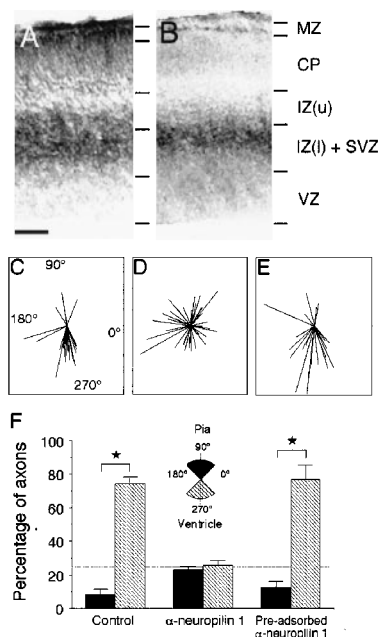 A
B
MZ
CP
IZ(u)
IZ(l) + SVZ
VZ
C
90°
180°
0°
270°
D
E
F
Percentage of axons
100
80
60
40
20
0
★
Pia
90°
180°
0°
270°
Ventricle
★
Control
α-neuropilin 1
Pre-adsorbed
α-neuropilin 1